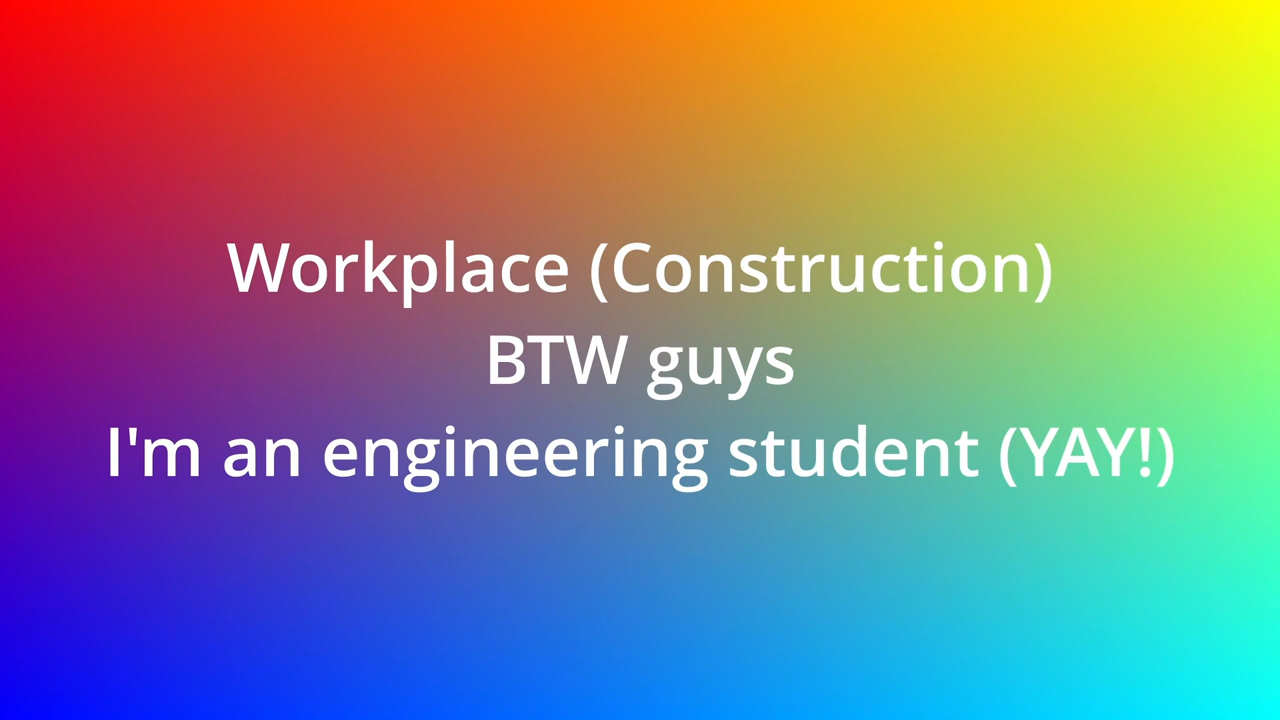 Workplace (Construction)
BTW guys
I'm an engineering student (YAY!)